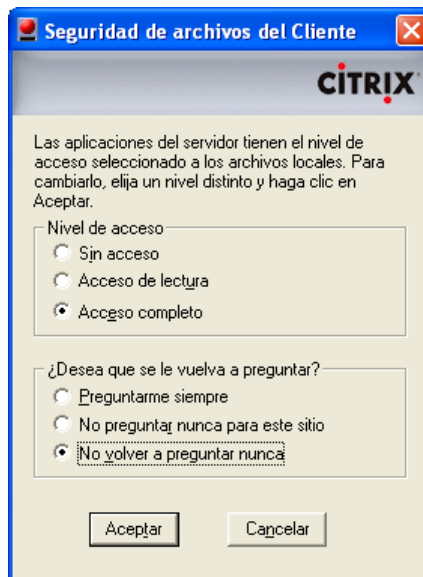 Seguridad de archivos del Cliente
CİTRIX
Las aplicaciones del servidor tienen el nivel de
acceso seleccionado a los archivos locales. Para
cambiarlo, elija un nivel distinto y haga clic en
Aceptar.
Nivel de acceso
Sin acceso
Acceso de lectura
Acceso completo
¿Desea que se le vuelva a preguntar?
Preguntarme siempre
No preguntar nunca para este sitio
No volver a preguntar nunca
Aceptar
Cancelar